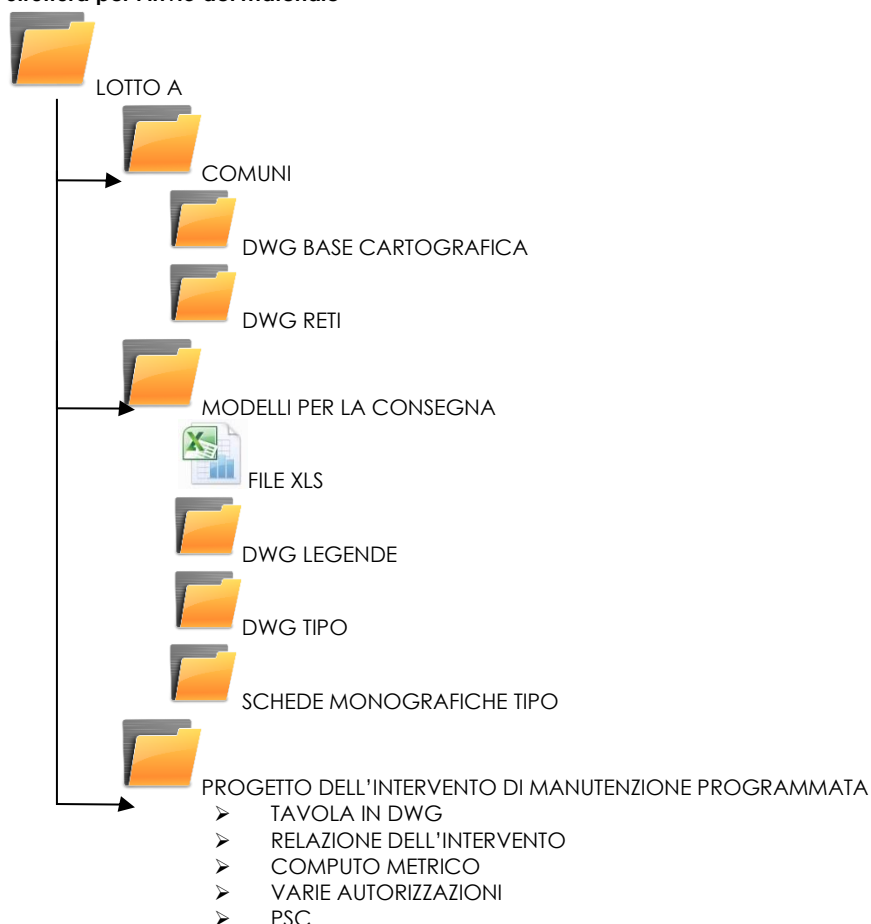 LOTTO A
COMUNI
DWG BASE CARTOGRAFICA
DWG RETI
MODELLI PER LA CONSEGNA
FILE XLS
DWG LEGENDE
DWG TIPO
SCHEDE MONOGRAFICHE TIPO
PROGETTO DELL'INTERVENTO DI MANUTENZIONE PROGRAMMATA
➢ TAVOLA IN DWG
➢ RELAZIONE DELL'INTERVENTO
➢ COMPUTO METRICO
➢ VARIE AUTORIZZAZIONI
➢ PSC